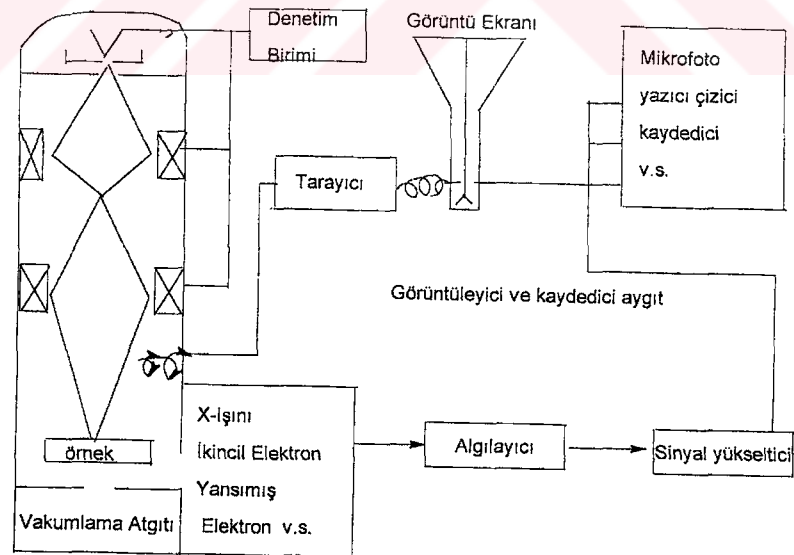 Denetim
Birimi
Görüntü Ekranı
Mikrofoto
yazıcı çizici
kaydedici
v.s.
Tarayıcı
Görüntüleyici ve kaydedici aygıt
X-ışını
İkincil Elektron
Yansımış
Elektron v.s.
Algılayıcı
Sinyal yükseltici
örnek
Vakumlama Atgıtı